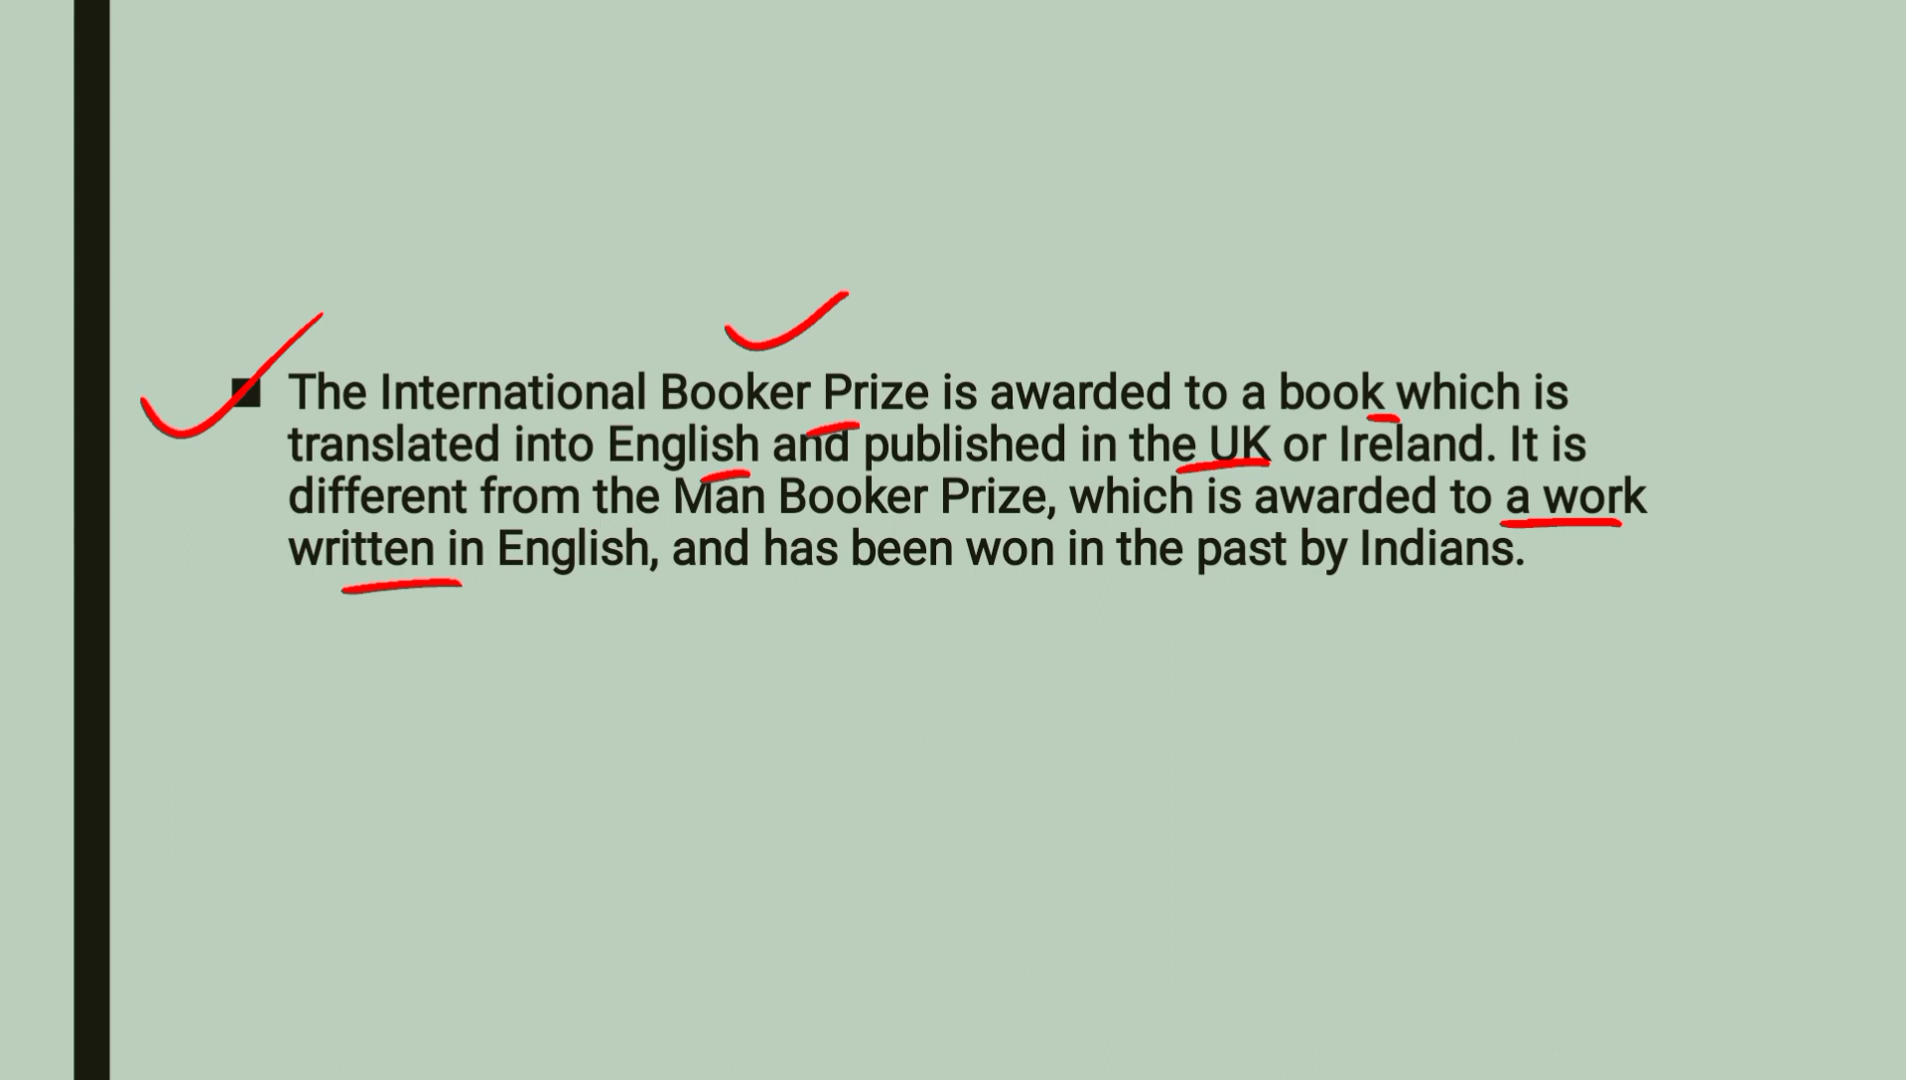 The International Booker Prize is awarded to a book which is
translated into English and published in the UK or Ireland. It is
different from the Man Booker Prize, which is awarded to a work
written in English, and has been won in the past by Indians.